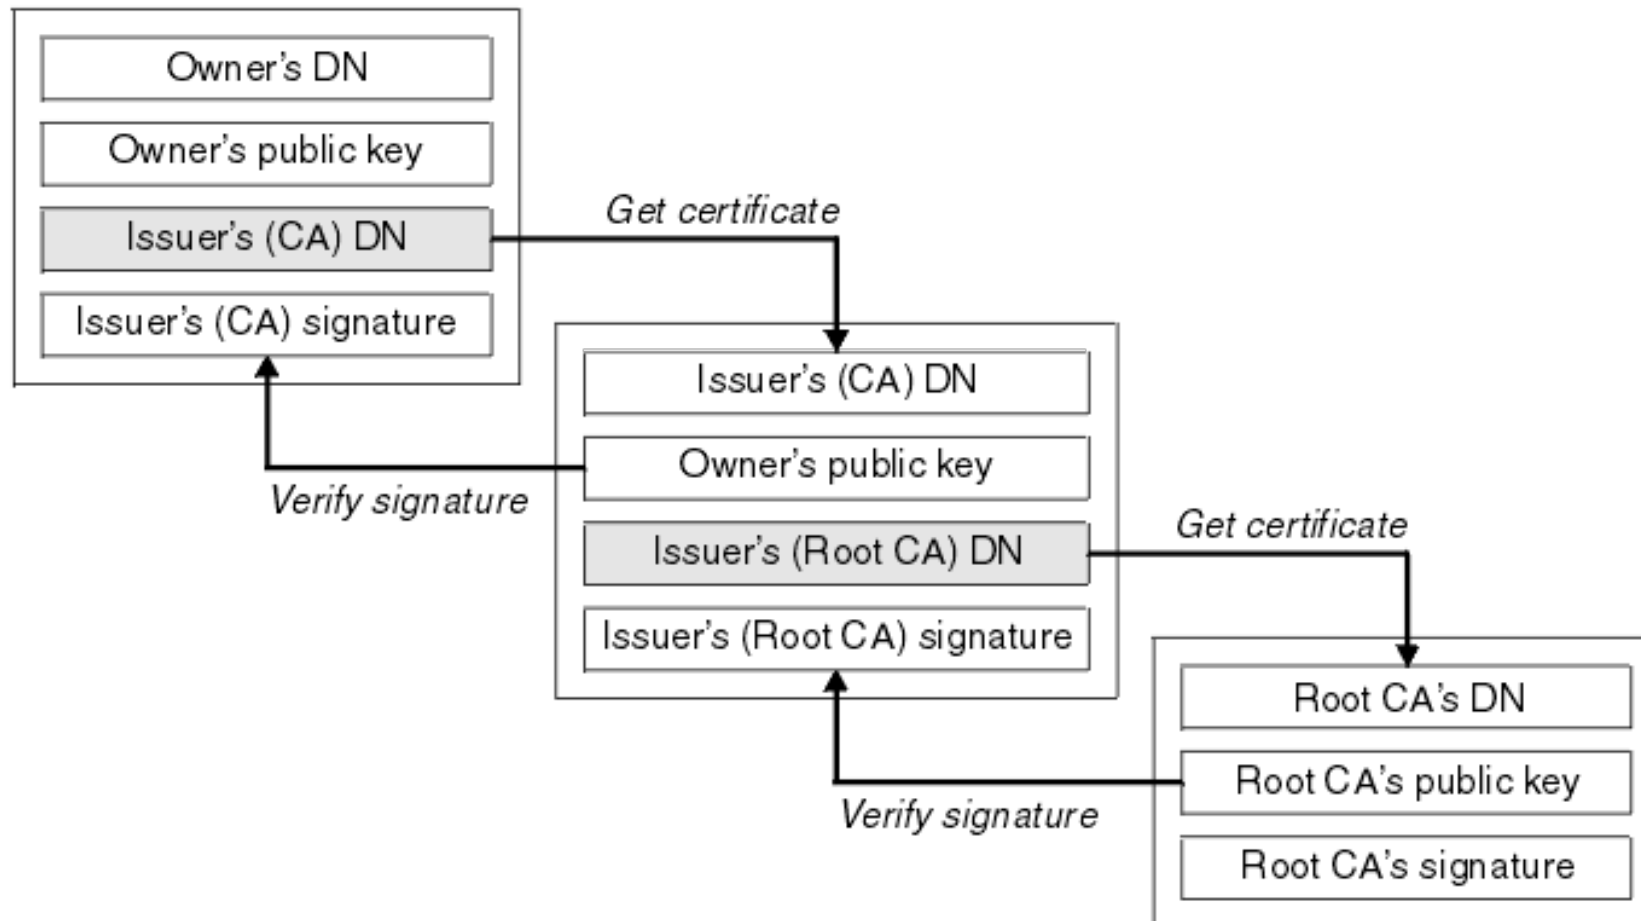 Owner's DN
Owner's public key
Issuer's (CA) DN
Issuer's (CA) signature
Get certificate
Verify signature
Issuer's (CA) DN
Owner's public key
Issuer's (Root CA) DN
Issuer's (Root CA) signature
Get certificate
Verify signature
Root CA's DN
Root CA's public key
Root CA's signature